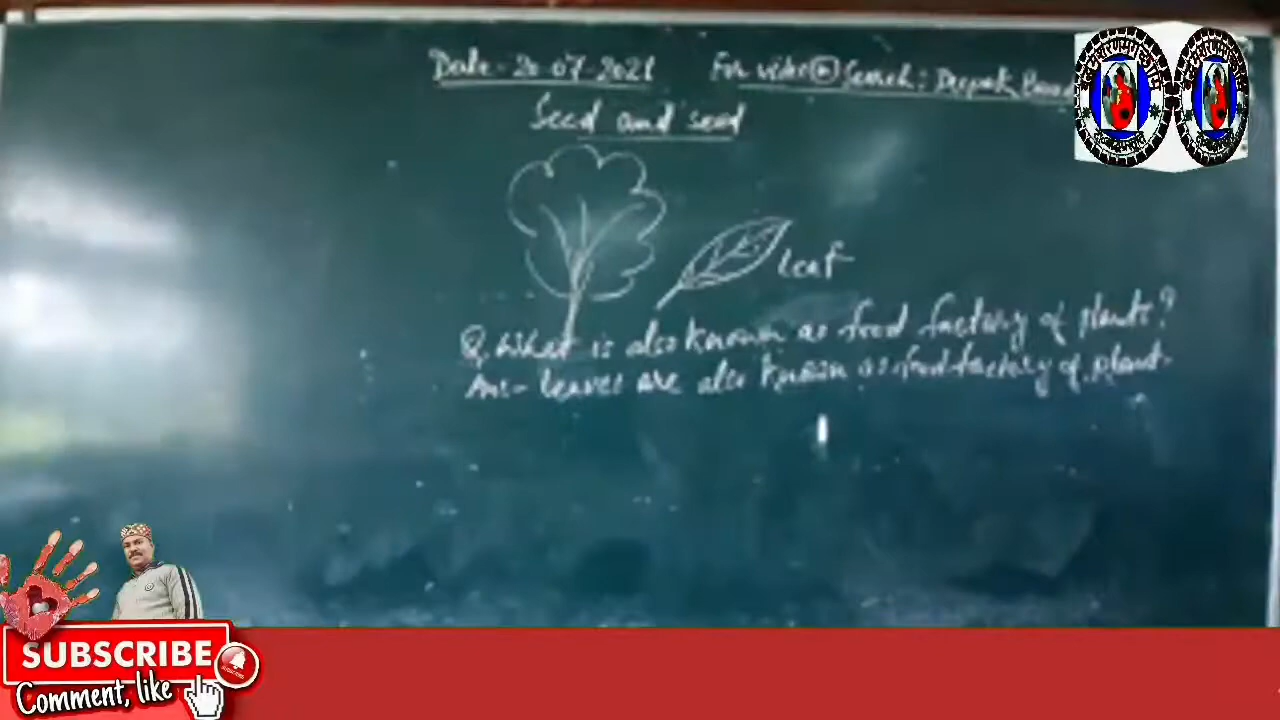 Date - 20-07-2021
For video Search: Deepak
Seed and seed
leaf
Q. What is also known as food factory of plants?
Ans- leaves are also known as food factory of plant.
SUBSCRIBE
Comment, like